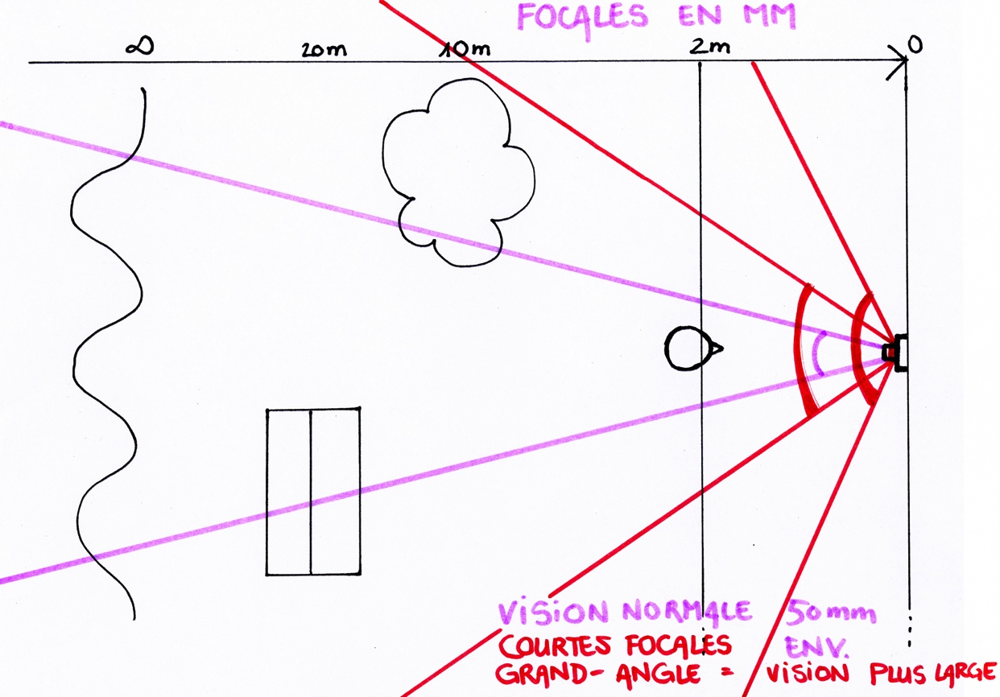 FOCALES EN MM
∞ 20m 10m 2m 0
VISION NORMALE 50mm
COURTES FOCALES ENV.
GRAND-ANGLE = VISION PLUS LARGE